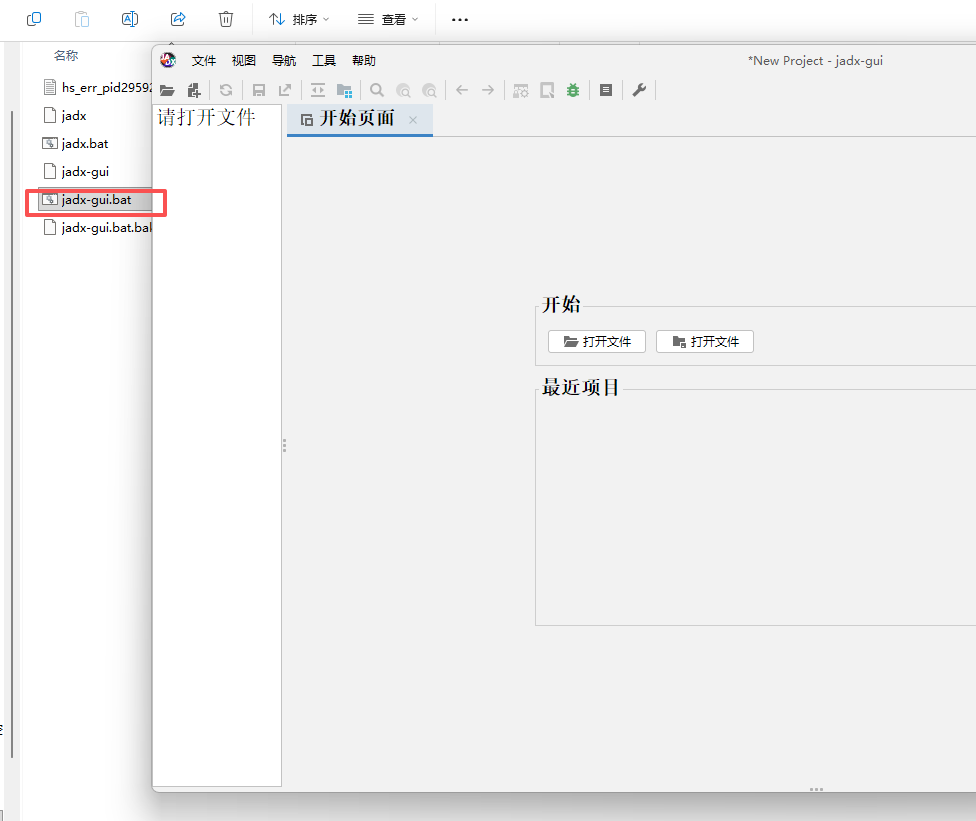 排序
查看
名称
hs_err_pid29592
jadx
jadx.bat
jadx-gui
jadx-gui.bat
jadx-gui.bat.bak
文件 视图 导航 工具 帮助
*New Project - jadx-gui
请打开文件
开始页面
开始
打开文件 打开文件
最近项目